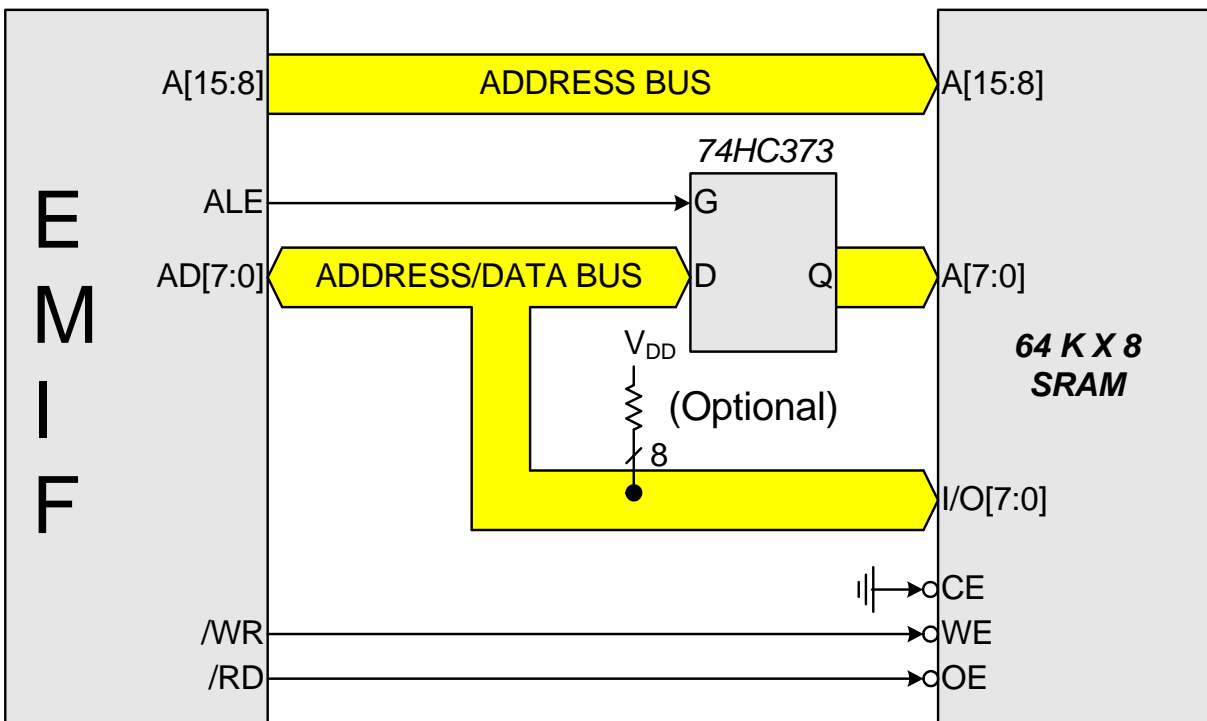 A[15:8] ADDRESS BUS A[15:8]
74HC373
ALE G
AD[7:0] ADDRESS/DATA BUS D Q A[7:0]
E
M
I
F
VDD
(Optional)
8
64 K X 8
SRAM
I/O[7:0]
CE
/WR WE
/RD OE